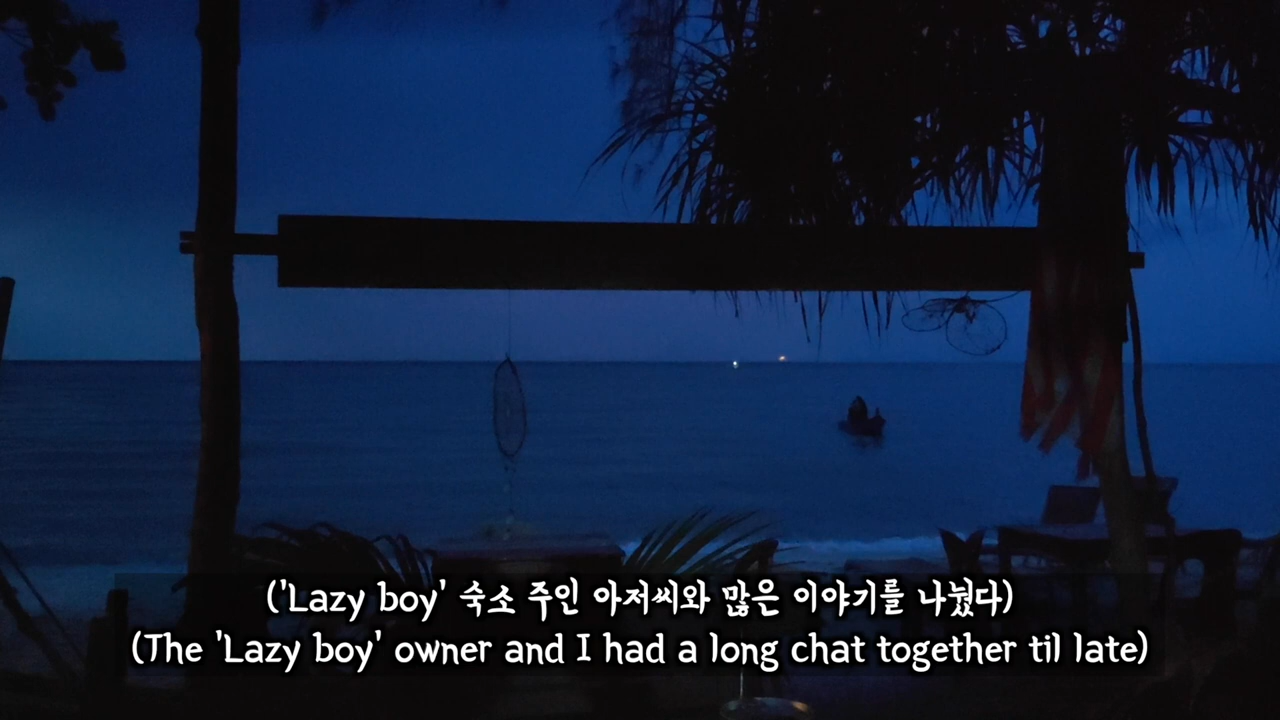 ('Lazy boy' 숙소 주인 아저씨와 많은 이야기를 나눴다)
(The 'Lazy boy' owner and I had a long chat together til late)